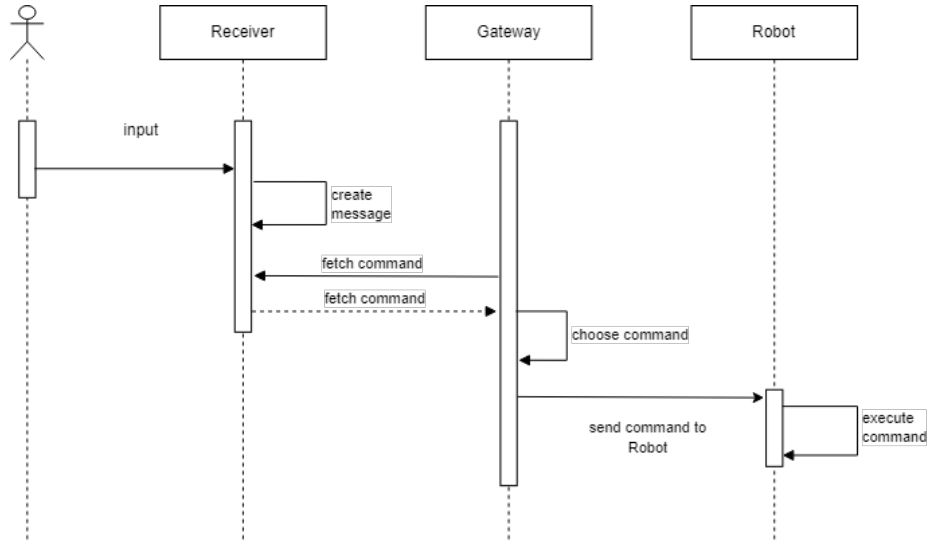 Receiver
Gateway
Robot
input
create
message
fetch command
fetch command
choose command
send command to
Robot
execute
command